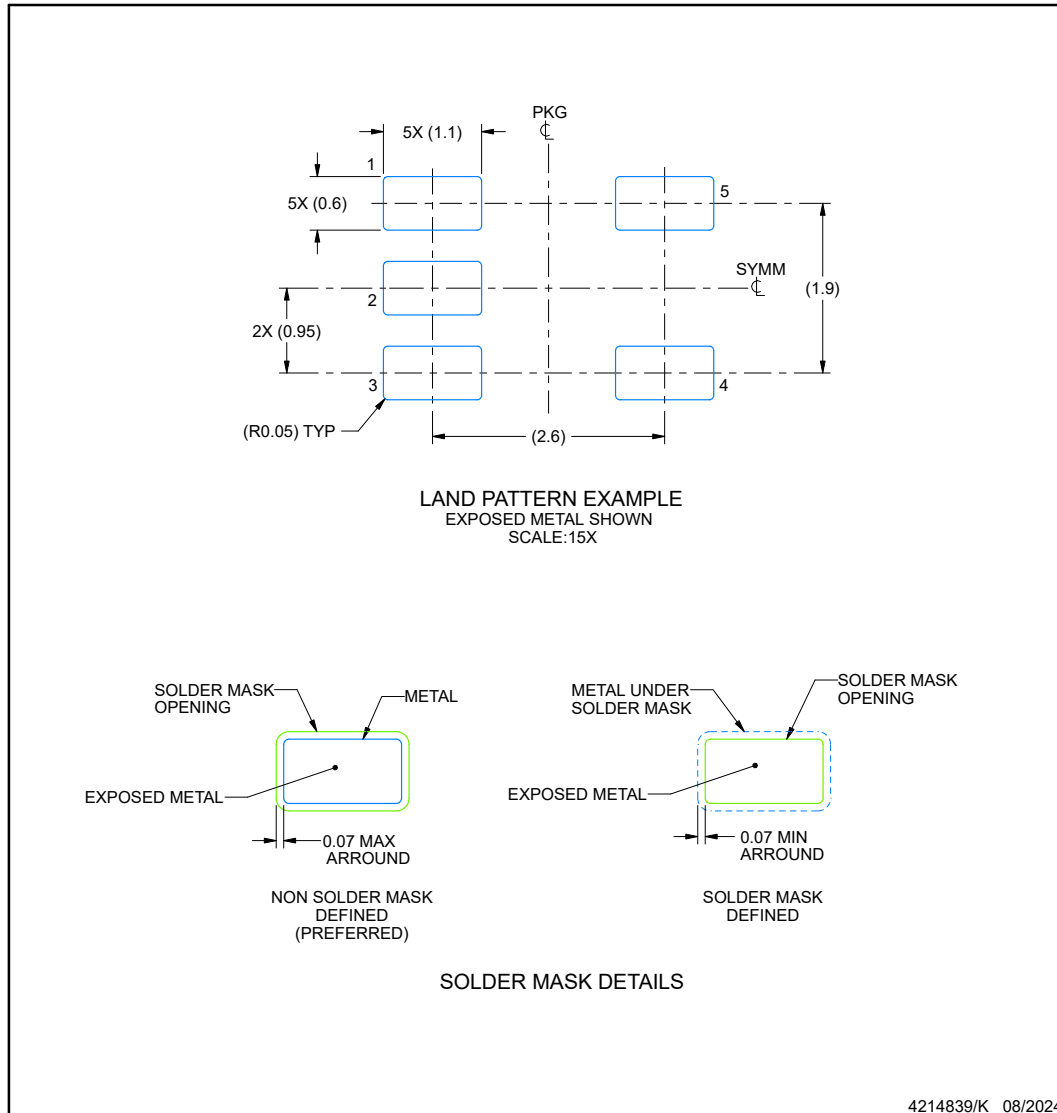 PKG
℄
5X (1.1)
1
5
5X (0.6)
SYMM
℄
(1.9)
2
2X (0.95)
3
4
(R0.05) TYP
(2.6)
LAND PATTERN EXAMPLE
EXPOSED METAL SHOWN
SCALE:15X
SOLDER MASK
OPENING
METAL
EXPOSED METAL
0.07 MAX
ARROUND
NON SOLDER MASK
DEFINED
(PREFERRED)
METAL UNDER
SOLDER MASK
SOLDER MASK
OPENING
EXPOSED METAL
0.07 MIN
ARROUND
SOLDER MASK
DEFINED
SOLDER MASK DETAILS
4214839/K 08/2024